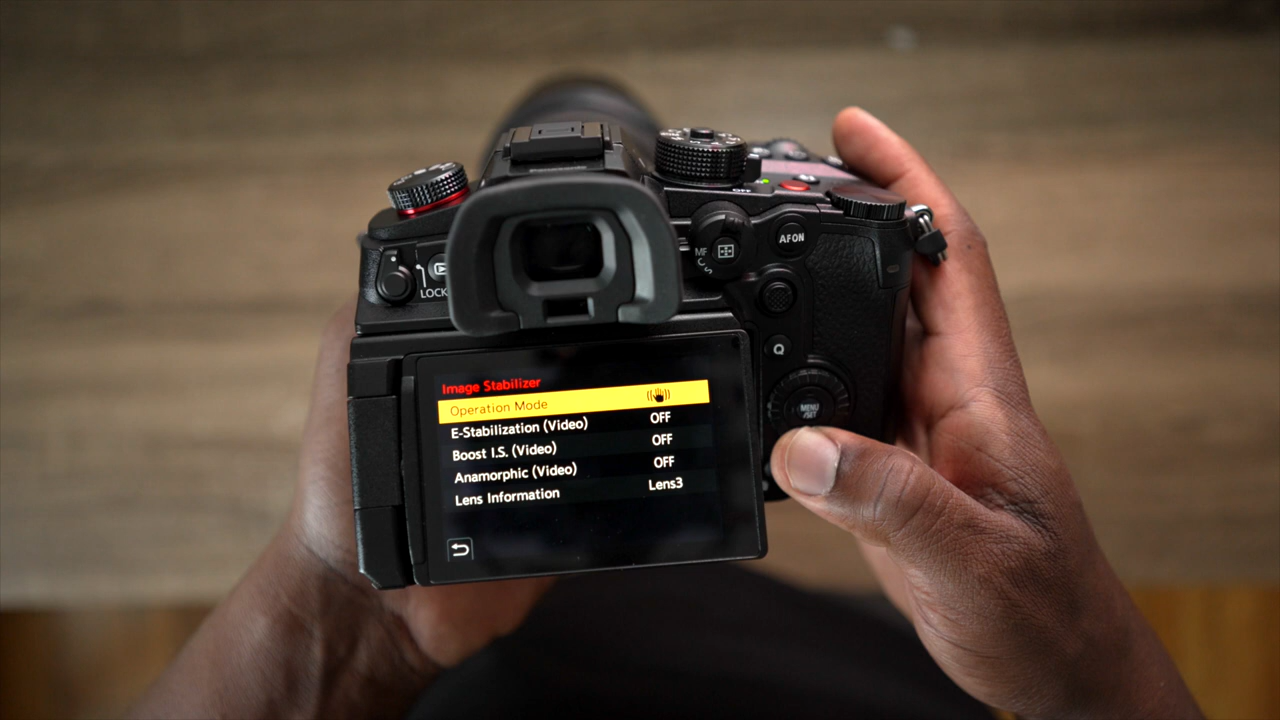 OFF
AFON
MF
C
S
LOCK
Q
MENU
/SET
Image Stabilizer
Operation Mode
E-Stabilization (Video) OFF
Boost I.S. (Video) OFF
Anamorphic (Video) OFF
Lens Information Lens3